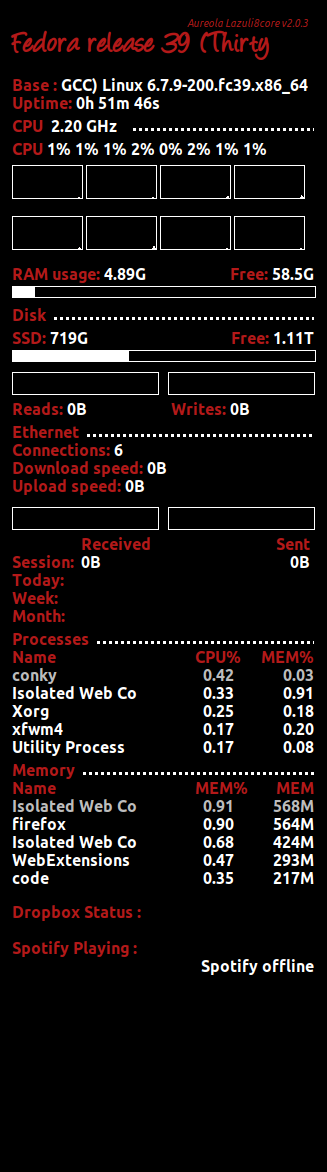 Aureola Lazuli8core v2.0.3
Fedora release 39 (Thirty
Base : GCC) Linux 6.7.9-200.fc39.x86_64
Uptime: 0h 51m 46s
CPU 2.20 GHz
CPU 1% 1% 1% 2% 0% 2% 1% 1%
RAM usage: 4.89G Free: 58.5G
Disk
SSD: 719G Free: 1.11T
Reads: 0B Writes: 0B
Ethernet
Connections: 6
Download speed: 0B
Upload speed: 0B
Received Sent
Session: 0B 0B
Today:
Week:
Month:
Processes
Name CPU% MEM%
conky 0.42 0.03
Isolated Web Co 0.33 0.91
Xorg 0.25 0.18
xfwm4 0.17 0.20
Utility Process 0.17 0.08
Memory
Name MEM% MEM
Isolated Web Co 0.91 568M
firefox 0.90 564M
Isolated Web Co 0.68 424M
WebExtensions 0.47 293M
code 0.35 217M
Dropbox Status :
Spotify Playing :
Spotify offline